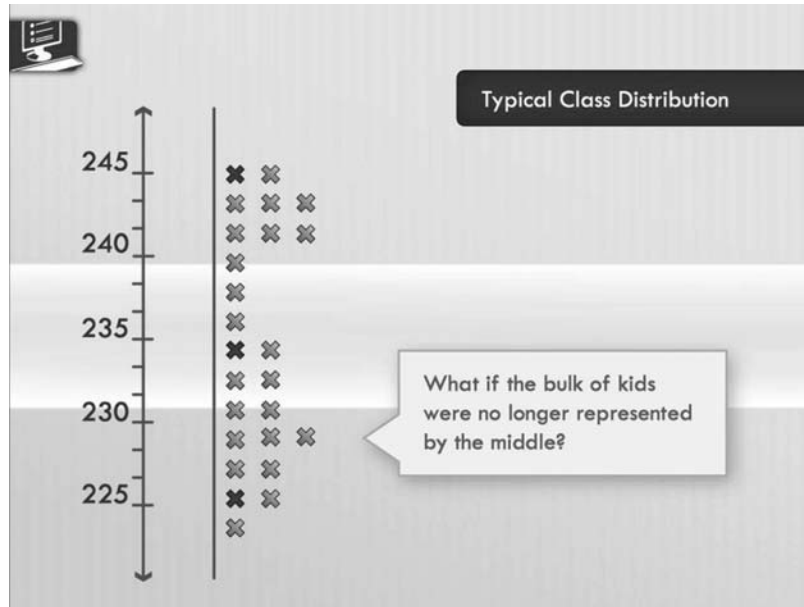 Typical Class Distribution
245
240
235
230
225
What if the bulk of kids
were no longer represented
by the middle?